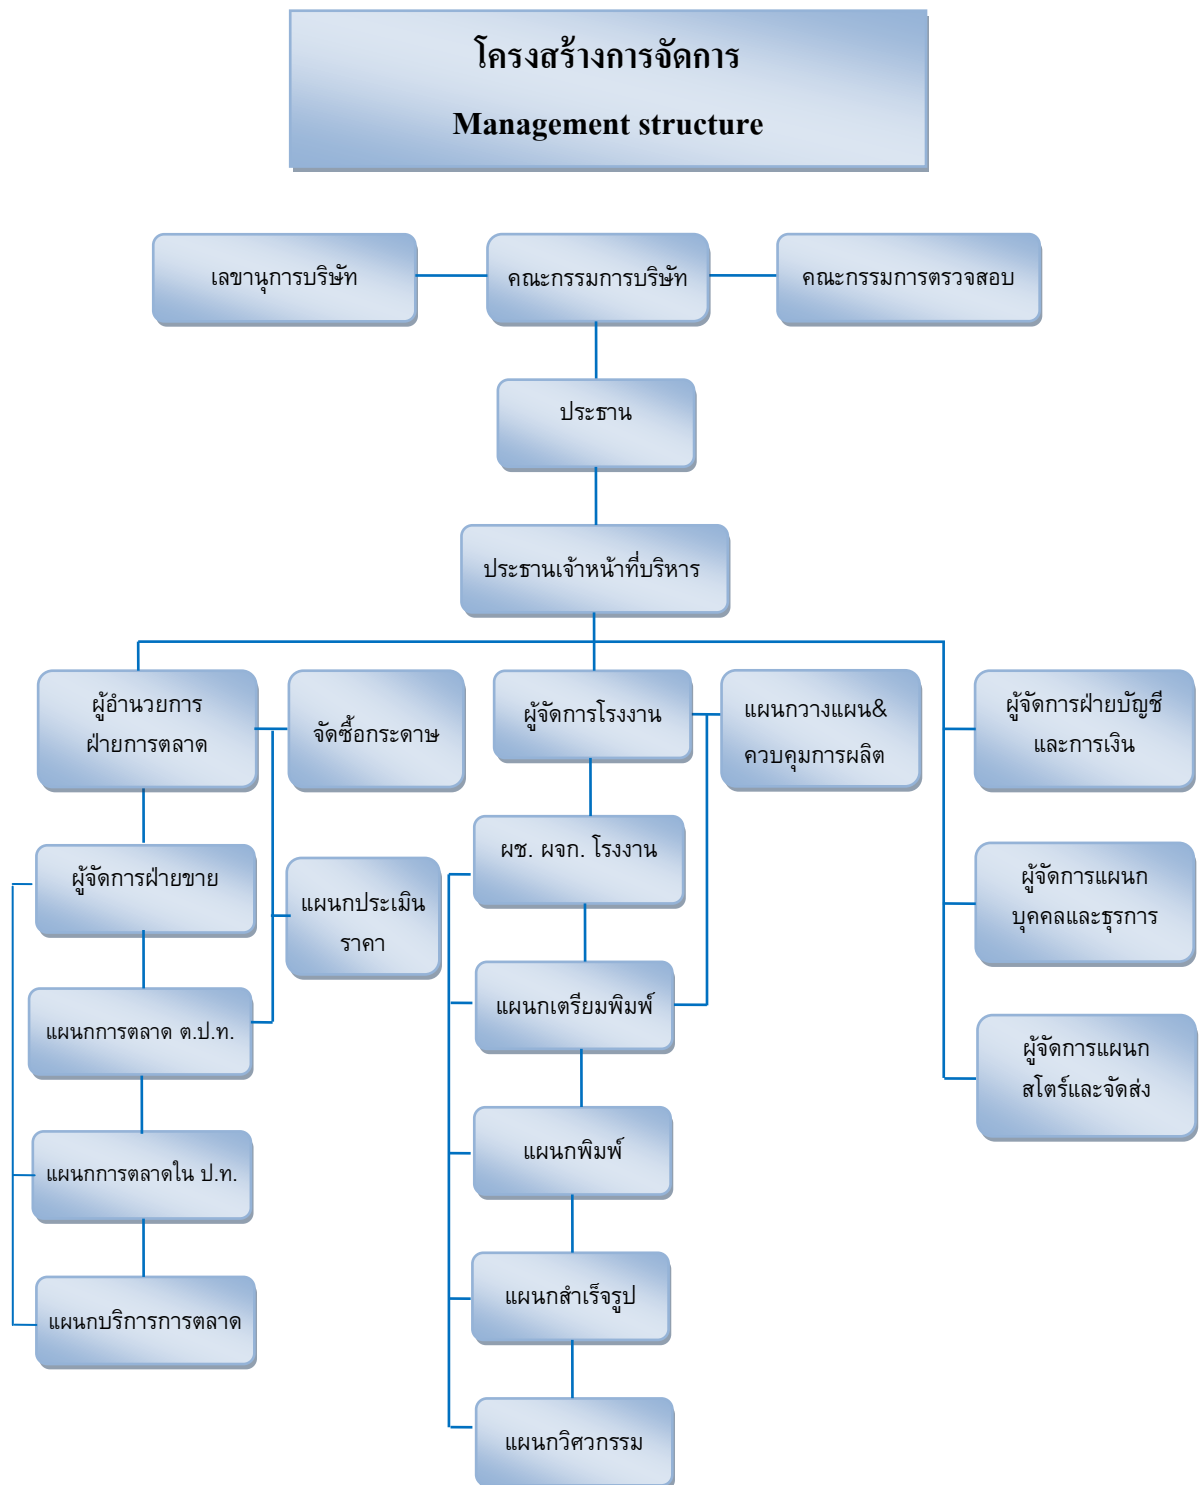 โครงสร้างการจัดการ
Management structure
เลขานุการบริษัท
คณะกรรมการบริษัท
คณะกรรมการตรวจสอบ
ประธาน
ประธานเจ้าหน้าที่บริหาร
ผู้อำนวยการ
ฝ่ายการตลาด
จัดซื้อกระดาษ
ผู้จัดการโรงงาน
แผนกวางแผน&
ควบคุมการผลิต
ผู้จัดการฝ่ายบัญชี
และการเงิน
ผู้จัดการฝ่ายขาย
แผนกประเมิน
ราคา
ผช. ผจก. โรงงาน
ผู้จัดการแผนก
บุคคลและธุรการ
แผนกการตลาด ต.ป.ท.
แผนกเตรียมพิมพ์
ผู้จัดการแผนก
สโตร์และจัดส่ง
แผนกการตลาดใน ป.ท.
แผนกพิมพ์
แผนกบริการการตลาด
แผนกสำเร็จรูป
แผนกวิศวกรรม